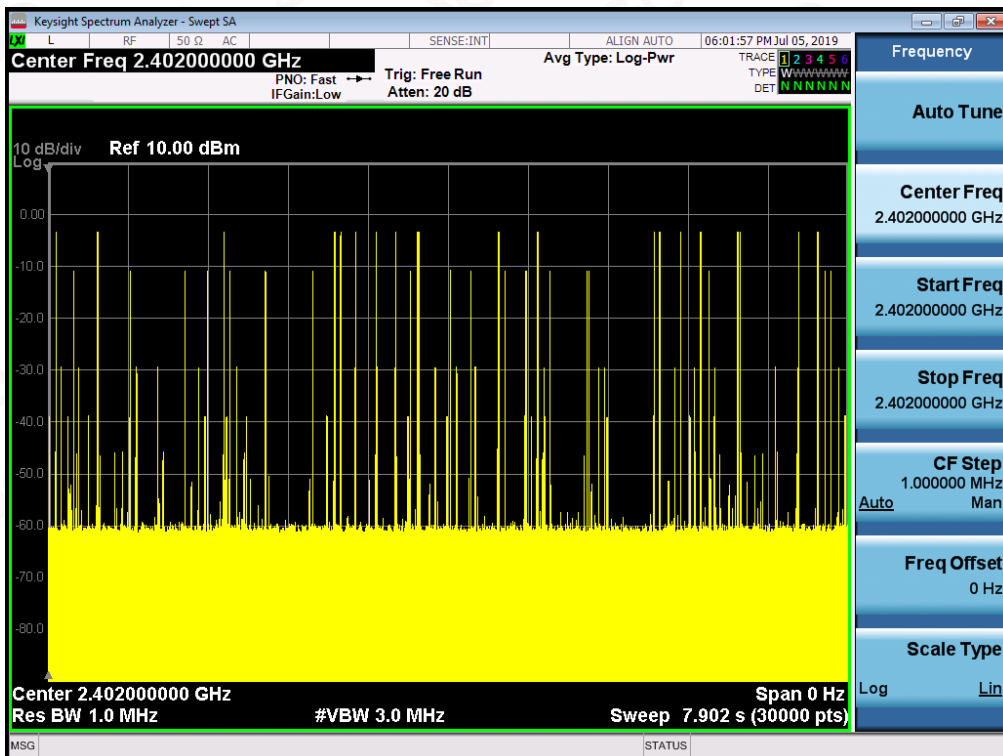 Keysight Spectrum Analyzer - Swept SA
LXI L RF 50 Ω AC SENSE:INT ALIGN AUTO 06:01:57 PM Jul 05, 2019
Center Freq 2.402000000 GHz
PNO: Fast
IFGain:Low
Trig: Free Run
Atten: 20 dB
Avg Type: Log-Pwr
TRACE 1 2 3 4 5 6
TYPE WWWWWW
DET N N N N N N
10 dB/div Ref 10.00 dBm
Log
0.00
-10.0
-20.0
-30.0
-40.0
-50.0
-60.0
-70.0
-80.0
Center 2.402000000 GHz Span 0 Hz
Res BW 1.0 MHz #VBW 3.0 MHz Sweep 7.902 s (30000 pts)
MSG STATUS
Frequency
Auto Tune
Center Freq
2.402000000 GHz
Start Freq
2.402000000 GHz
Stop Freq
2.402000000 GHz
CF Step
1.000000 MHz
Auto Man
Freq Offset
0 Hz
Scale Type
Log Lin